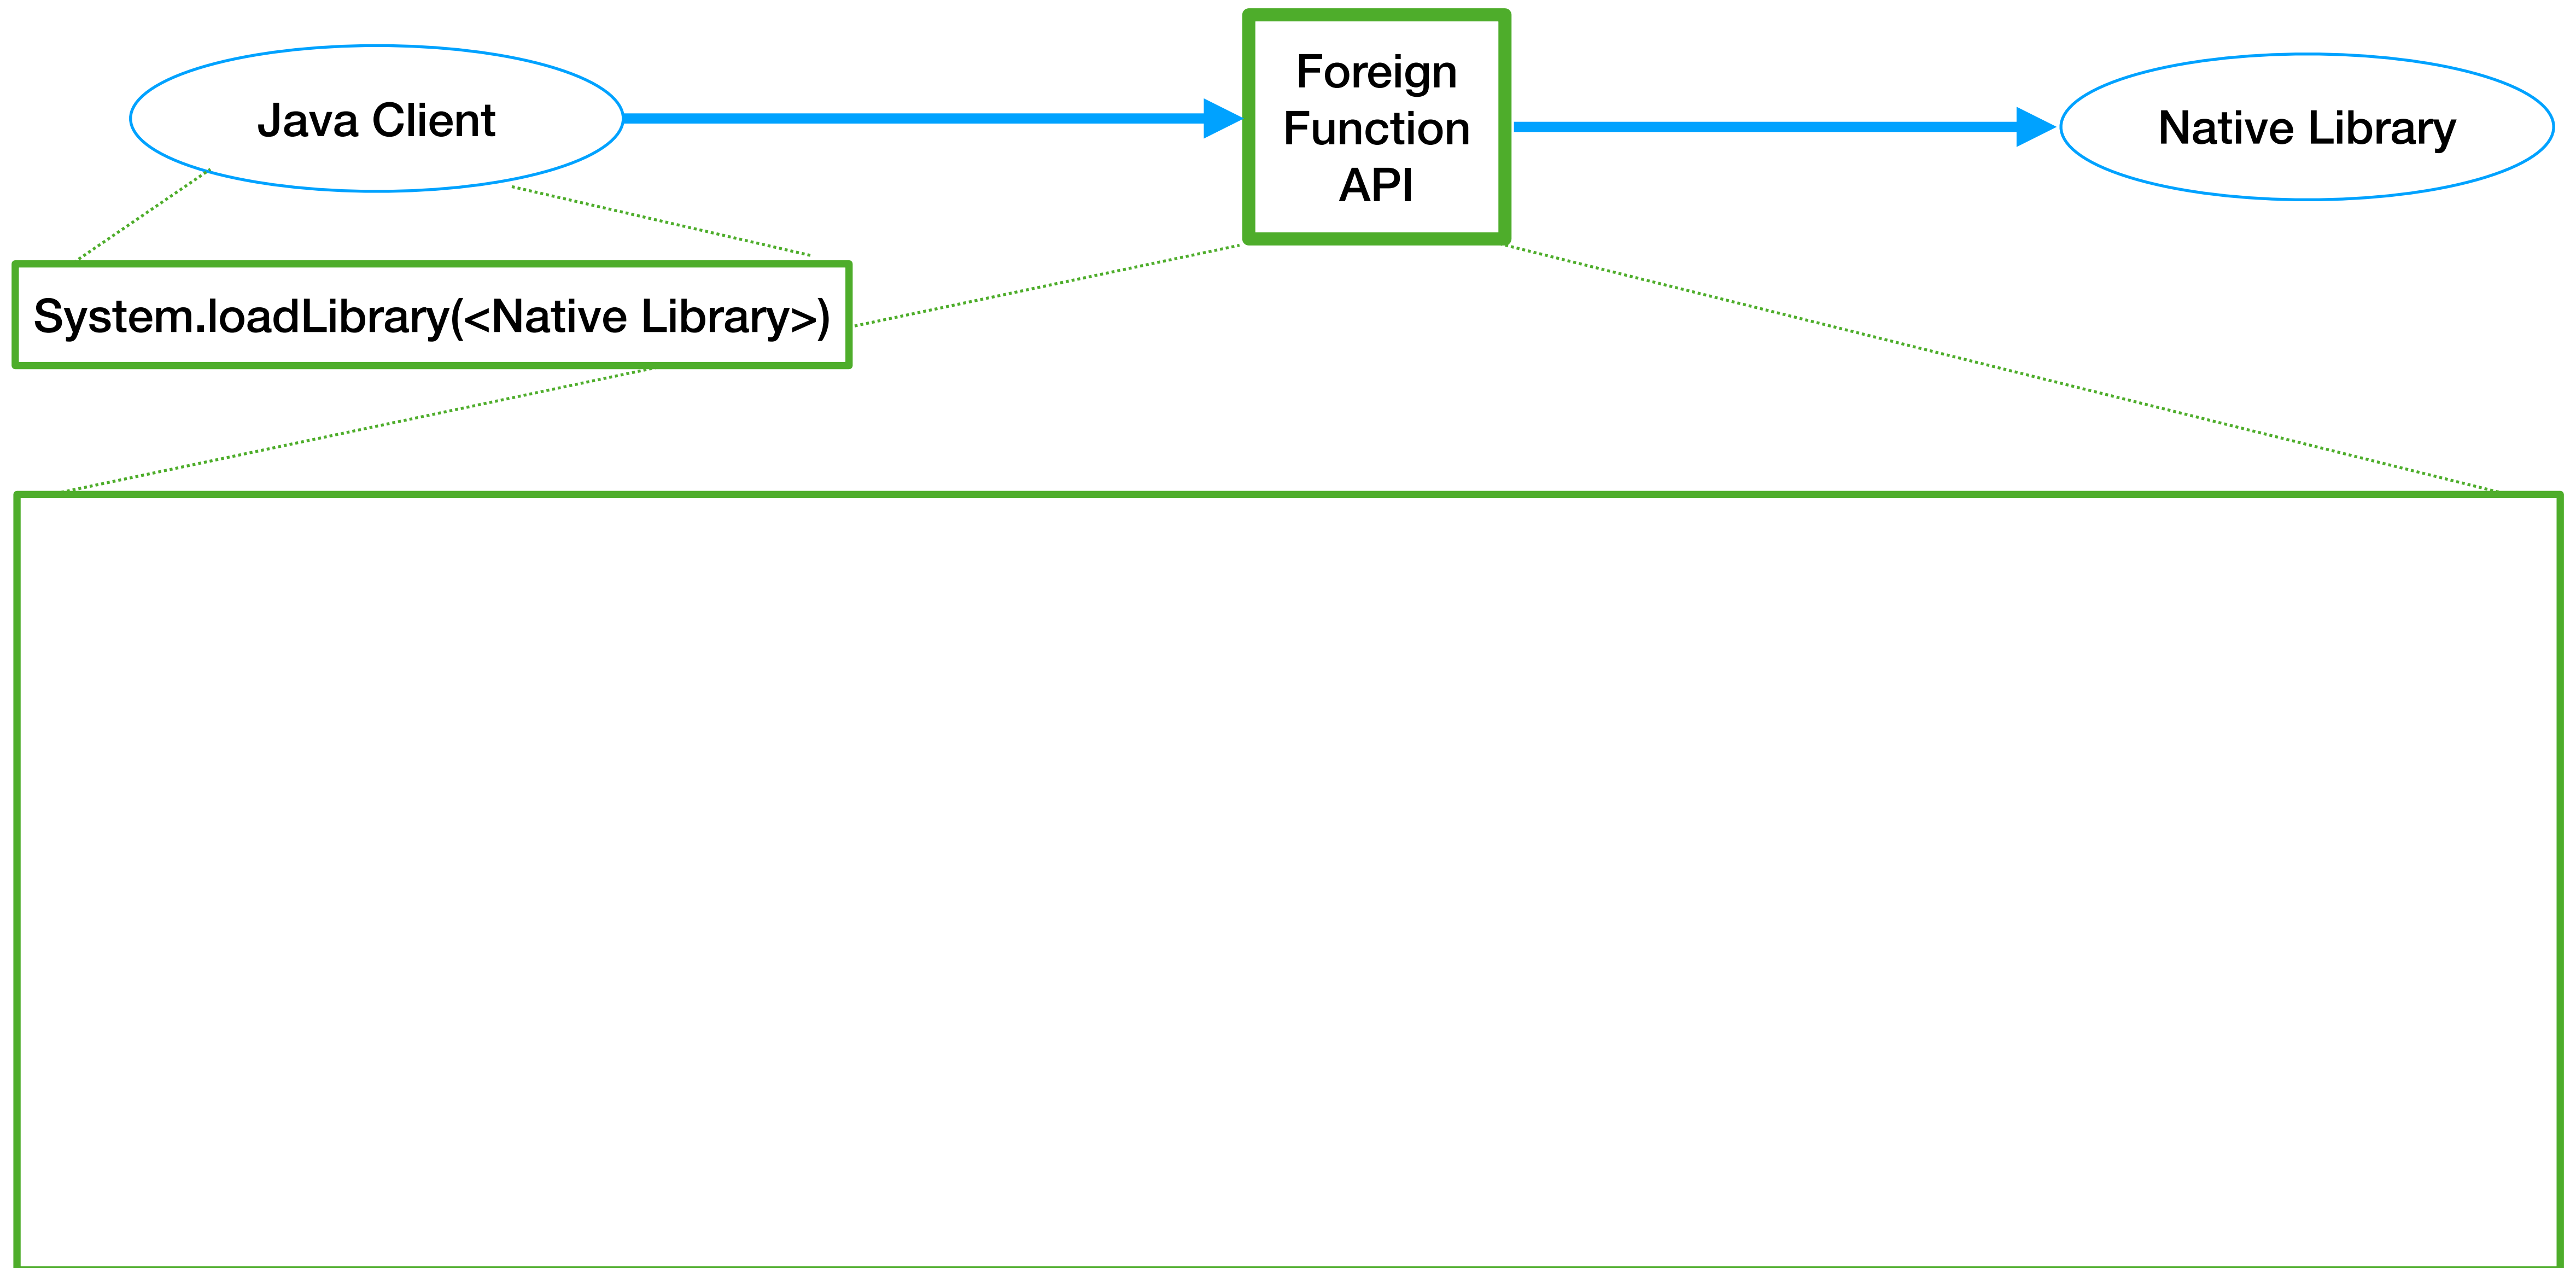 Java Client
Foreign
Function
API
Native Library
System.loadLibrary(<Native Library>)